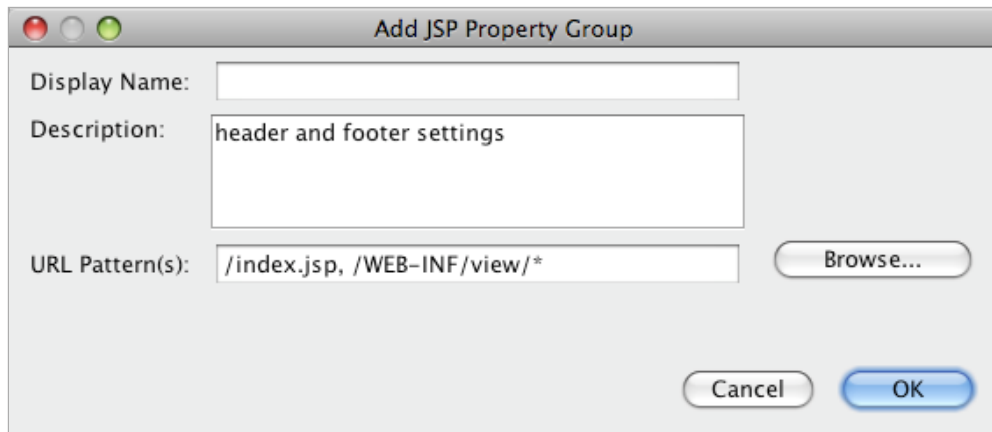 Add JSP Property Group
Display Name:
Description: header and footer settings
URL Pattern(s): /index.jsp, /WEB-INF/view/* Browse...
Cancel OK